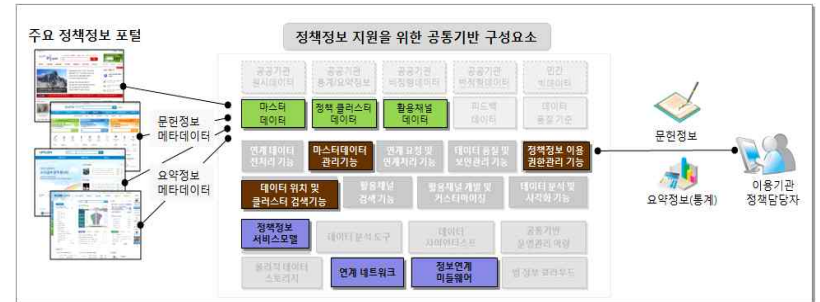 주요 정책정보 포털
정책정보 지원을 위한 공통기반 구성요소
공공기관
원시데이터
공공기관
통계/요약정보
공공기관
비정형데이터
공공기관
민간
빅데이터
마스터
데이터
정책 클러스터
데이터
활용채널
데이터
피드백
데이터
데이터
품질 기준
문헌정보
메타데이터
요약정보
메타데이터
연계 데이터
전처리 기능
마스터데이터
관리기능
연계 요청 및
연계처리 기능
데이터 품질 및
보안관리 기능
정책정보 이용
권한관리 기능
데이터 위치 및
클러스터 검색기능
활용채널
검색 기능
활용채널 개발 및
커스터마이징
데이터 분석 및
시각화 기능
정책정보
서비스모델
데이터 분석 도구
데이터
사이언티스트
공통기반
운영관리 역량
물리적 데이터
스토리지
연계 네트워크
정보연계
미들웨어
범 정부 클라우드
문헌정보
요약정보(통계)
이용기관
정책담당자